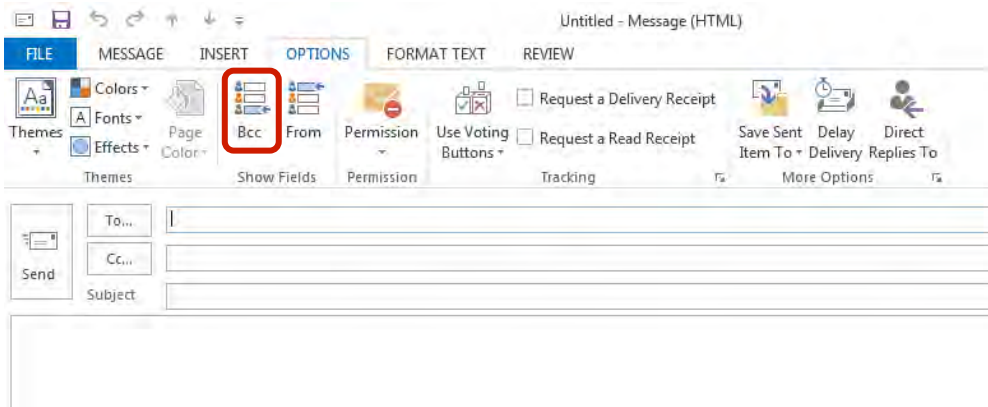 Untitled - Message (HTML)
FILE MESSAGE INSERT OPTIONS FORMAT TEXT REVIEW
Aa Colors Request a Delivery Receipt
A Fonts
Themes Effects Page Color Bcc From Permission Use Voting Buttons Request a Read Receipt Save Sent Item To Delay Delivery Direct Replies To
Themes Show Fields Permission Tracking More Options
To...
Cc...
Send
Subject